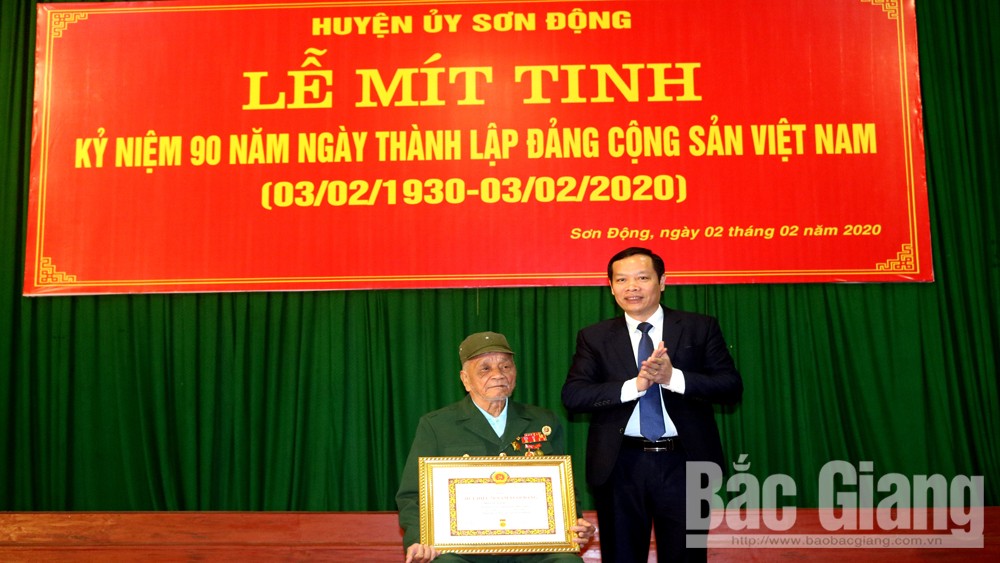 HUYỆN ỦY SƠN ĐỘNG
LỄ MÍT TINH
KỶ NIỆM 90 NĂM NGÀY THÀNH LẬP ĐẢNG CỘNG SẢN VIỆT NAM
(03/02/1930-03/02/2020)
Sơn Động, ngày 02 tháng 02 năm 2020
Bắc Giang
http://www.baobacgiang.com.vn